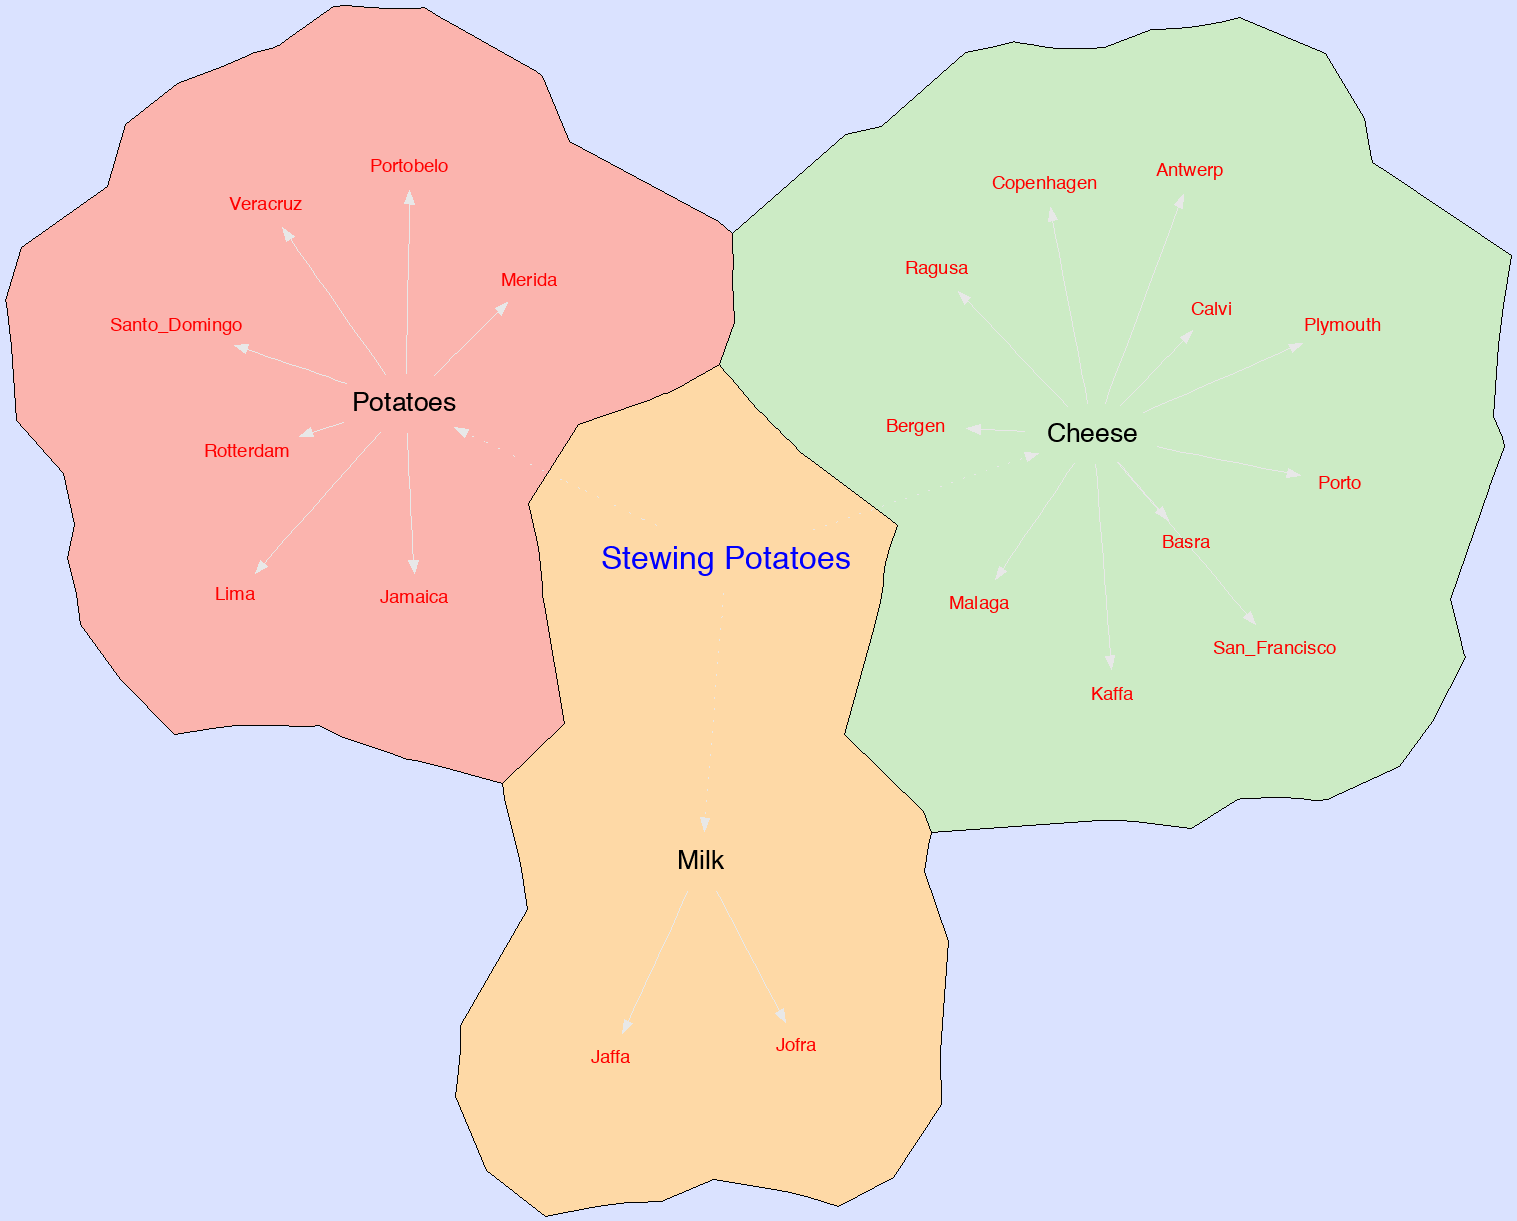 Portobelo
Veracruz
Merida
Santo_Domingo
Potatoes
Rotterdam
Lima
Jamaica
Copenhagen
Antwerp
Ragusa
Calvi
Plymouth
Bergen
Cheese
Porto
Basra
Malaga
San_Francisco
Kaffa
Stewing Potatoes
Milk
Jaffa
Jofra